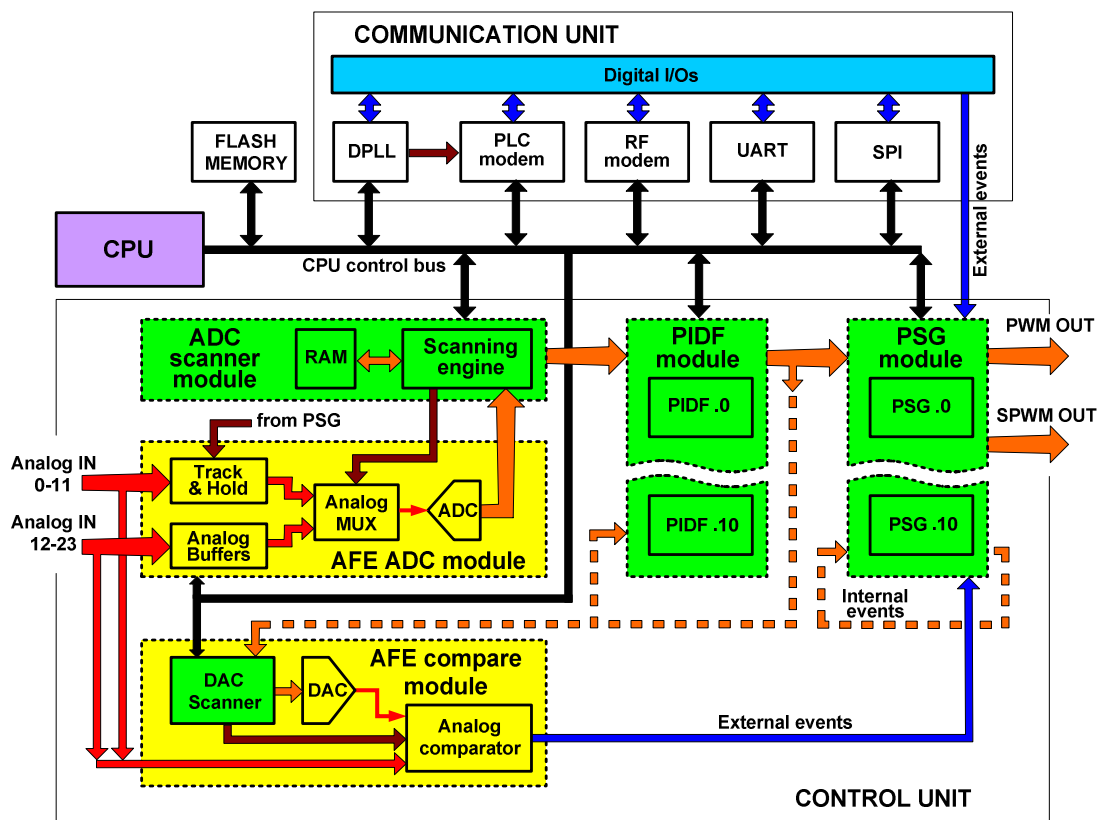 COMMUNICATION UNIT
Digital I/Os
FLASH
MEMORY
DPLL
PLC
modem
RF
modem
UART
SPI
External events
CPU
CPU control bus
ADC
scanner
module
RAM
Scanning
engine
PIDF
module
PIDF .0
PSG
module
PSG .0
PWM OUT
SPWM OUT
from PSG
Analog IN
0-11
Track
& Hold
Analog
MUX
ADC
Analog IN
12-23
Analog
Buffers
AFE ADC module
PIDF .10
PSG .10
Internal
events
AFE compare
module
DAC
Scanner
DAC
Analog
comparator
External events
CONTROL UNIT